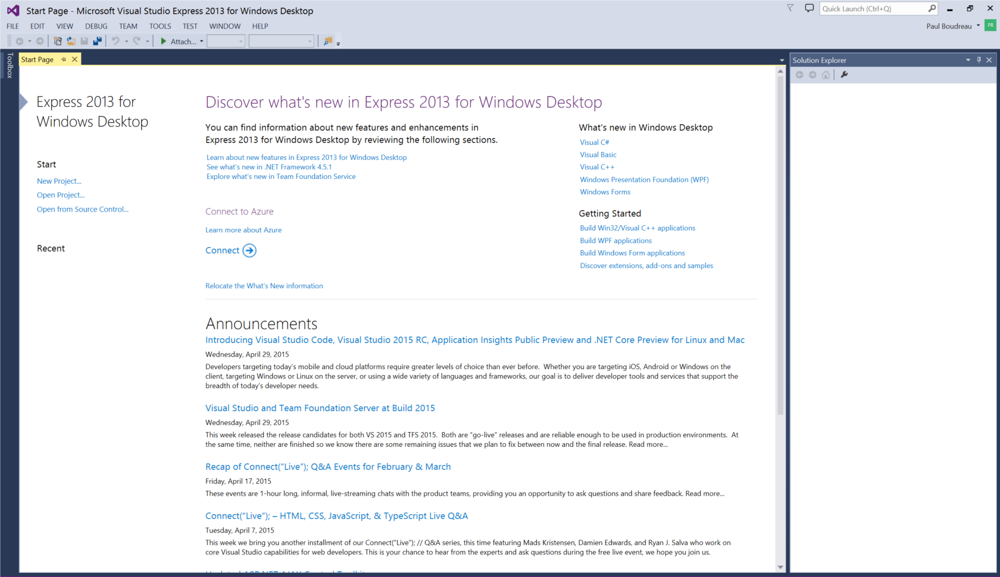 Start Page - Microsoft Visual Studio Express 2013 for Windows Desktop
Quick Launch (Ctrl+Q)
FILE EDIT VIEW DEBUG TEAM TOOLS TEST WINDOW HELP
Paul Boudreau
PB
Attach...
Toolbox
Start Page
Solution Explorer
Express 2013 for
Windows Desktop
Start
New Project...
Open Project...
Open from Source Control...
Recent
Discover what's new in Express 2013 for Windows Desktop
You can find information about new features and enhancements in
Express 2013 for Windows Desktop by reviewing the following sections.
Learn about new features in Express 2013 for Windows Desktop
See what's new in .NET Framework 4.5.1
Explore what's new in Team Foundation Service
Connect to Azure
Learn more about Azure
Connect
Relocate the What's New information
What's new in Windows Desktop
Visual C#
Visual Basic
Visual C++
Windows Presentation Foundation (WPF)
Windows Forms
Getting Started
Build Win32/Visual C++ applications
Build WPF applications
Build Windows Form applications
Discover extensions, add-ons and samples
Announcements
Introducing Visual Studio Code, Visual Studio 2015 RC, Application Insights Public Preview and .NET Core Preview for Linux and Mac
Wednesday, April 29, 2015
Developers targeting today’s mobile and cloud platforms require greater levels of choice than ever before.  Whether you are targeting iOS, Android or Windows on the
client, targeting Windows or Linux on the server, or using a wide variety of languages and frameworks, our goal is to deliver developer tools and services that support the
breadth of today’s developer needs.
Visual Studio and Team Foundation Server at Build 2015
Wednesday, April 29, 2015
This week released the release candidates for both VS 2015 and TFS 2015.  Both are “go-live” releases and are reliable enough to be used in production environments.  At
the same time, neither are finished so we know there are some remaining issues that we plan to fix between now and the final release. Read more...
Recap of Connect(“Live”); Q&A Events for February & March
Friday, April 17, 2015
These events are 1-hour long, informal, live-streaming chats with the product teams, providing you an opportunity to ask questions and share feedback. Read more...
Connect(“Live”); – HTML, CSS, JavaScript, & TypeScript Live Q&A
Tuesday, April 7, 2015
This week we bring you another installment of our Connect(“Live”); // Q&A series, this time featuring Mads Kristensen, Damien Edwards, and Ryan J. Salva who work on
core Visual Studio capabilities for web developers. This is your chance to hear from the experts and ask questions during the free live event, we hope you join us.